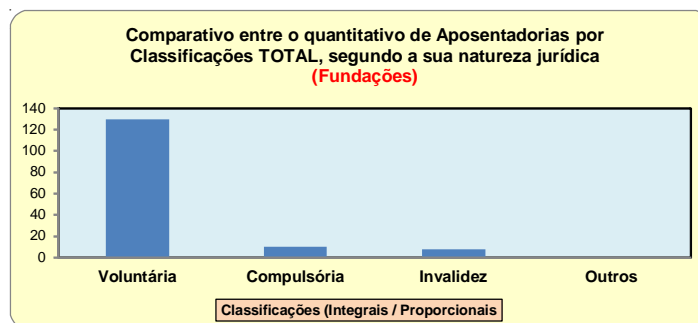 Comparativo entre o quantitativo de Aposentadorias por
Classificações TOTAL, segundo a sua natureza jurídica
(Fundações)
140
120
100
80
60
40
20
0
Voluntária Compulsória Invalidez Outros
Classificações (Integrais / Proporcionais